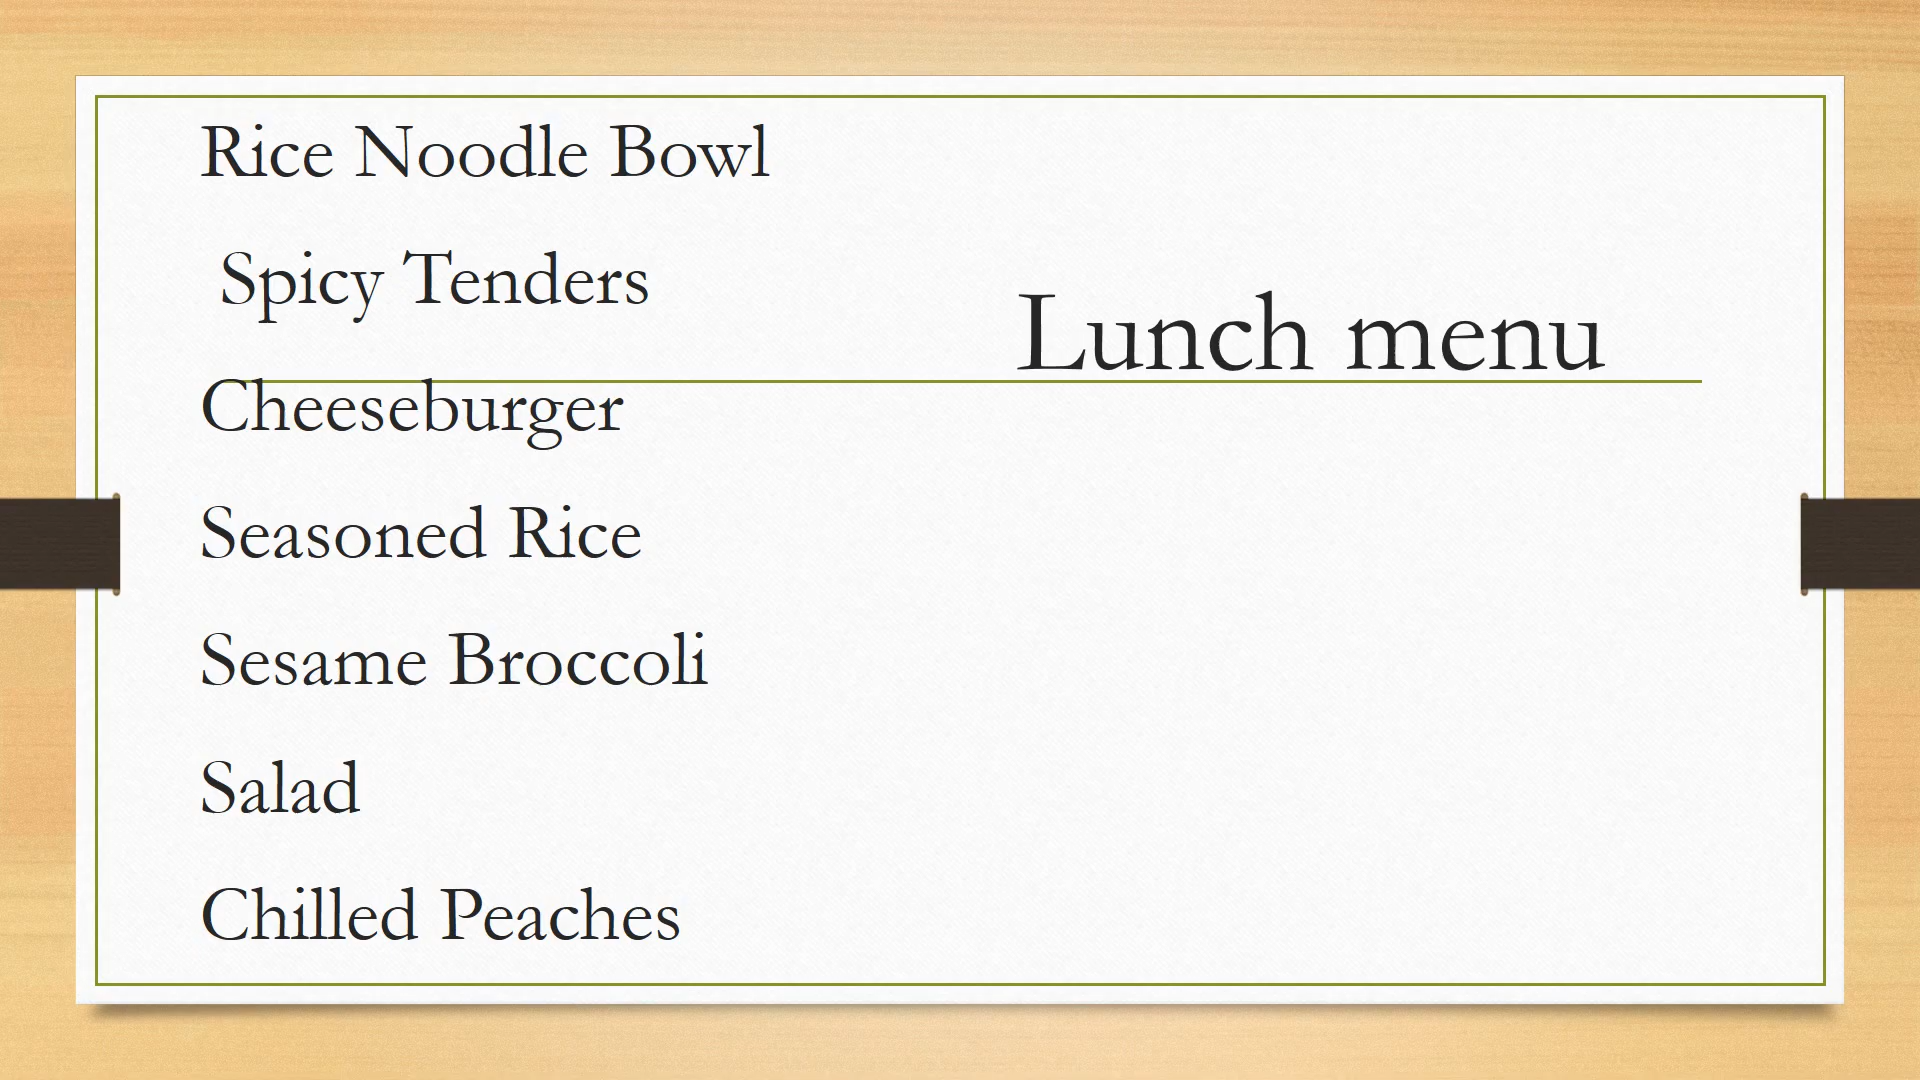 Rice Noodle Bowl
Spicy Tenders
Cheeseburger
Seasoned Rice
Sesame Broccoli
Salad
Chilled Peaches
Lunch menu